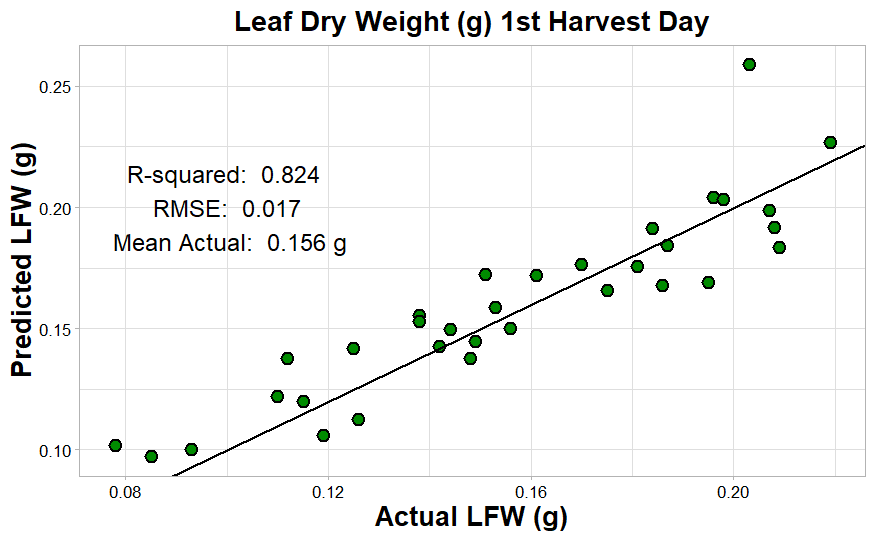 Leaf Dry Weight (g) 1st Harvest Day
Predicted LFW (g)
0.25
0.20
0.15
0.10
R-squared:  0.824
RMSE:  0.017
Mean Actual:  0.156 g
0.08 0.12 0.16 0.20
Actual LFW (g)